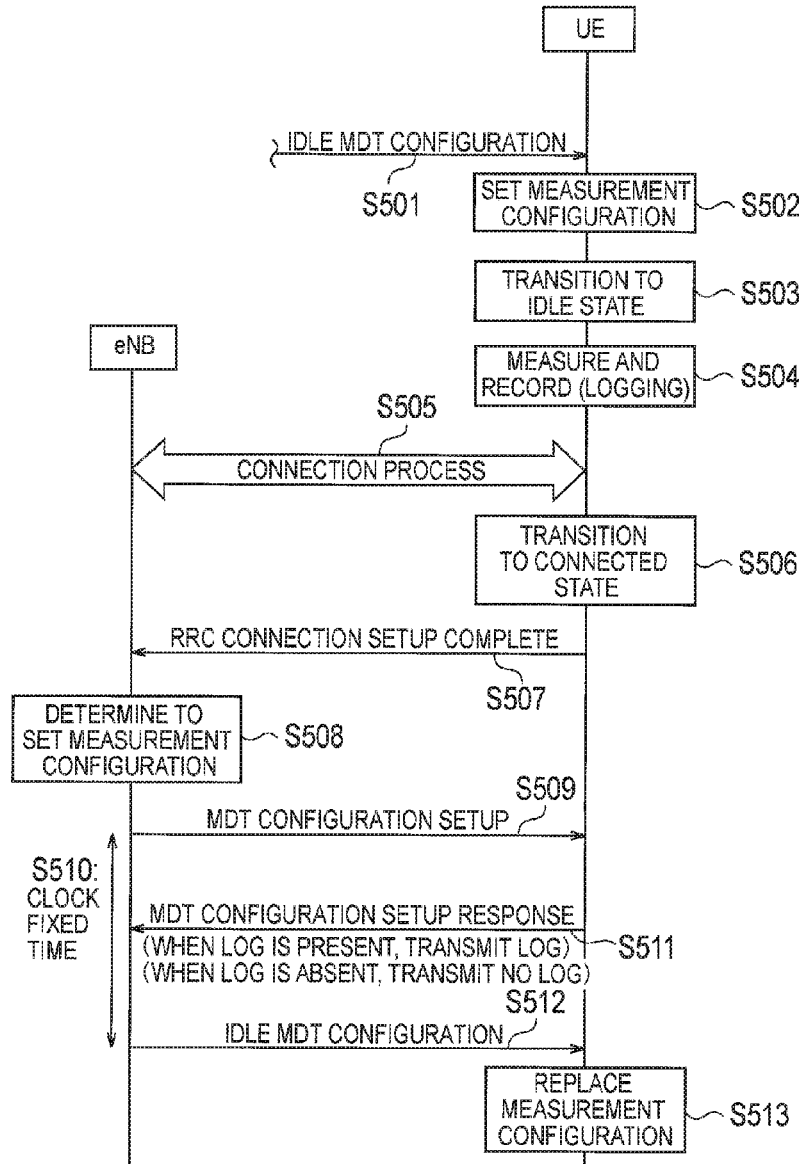 UE
IDLE MDT CONFIGURATION
S501
SET MEASUREMENT
CONFIGURATION
S502
TRANSITION TO
IDLE STATE
S503
eNB
MEASURE AND
RECORD (LOGGING)
S504
S505
CONNECTION PROCESS
TRANSITION
TO CONNECTED
STATE
S506
RRC CONNECTION SETUP COMPLETE
S507
DETERMINE TO
SET MEASUREMENT
CONFIGURATION
S508
MDT CONFIGURATION SETUP
S509
S510:
CLOCK
FIXED
TIME
MDT CONFIGURATION SETUP RESPONSE
(WHEN LOG IS PRESENT, TRANSMIT LOG)
(WHEN LOG IS ABSENT, TRANSMIT NO LOG)
S511
S512
IDLE MDT CONFIGURATION
REPLACE
MEASUREMENT
CONFIGURATION
S513